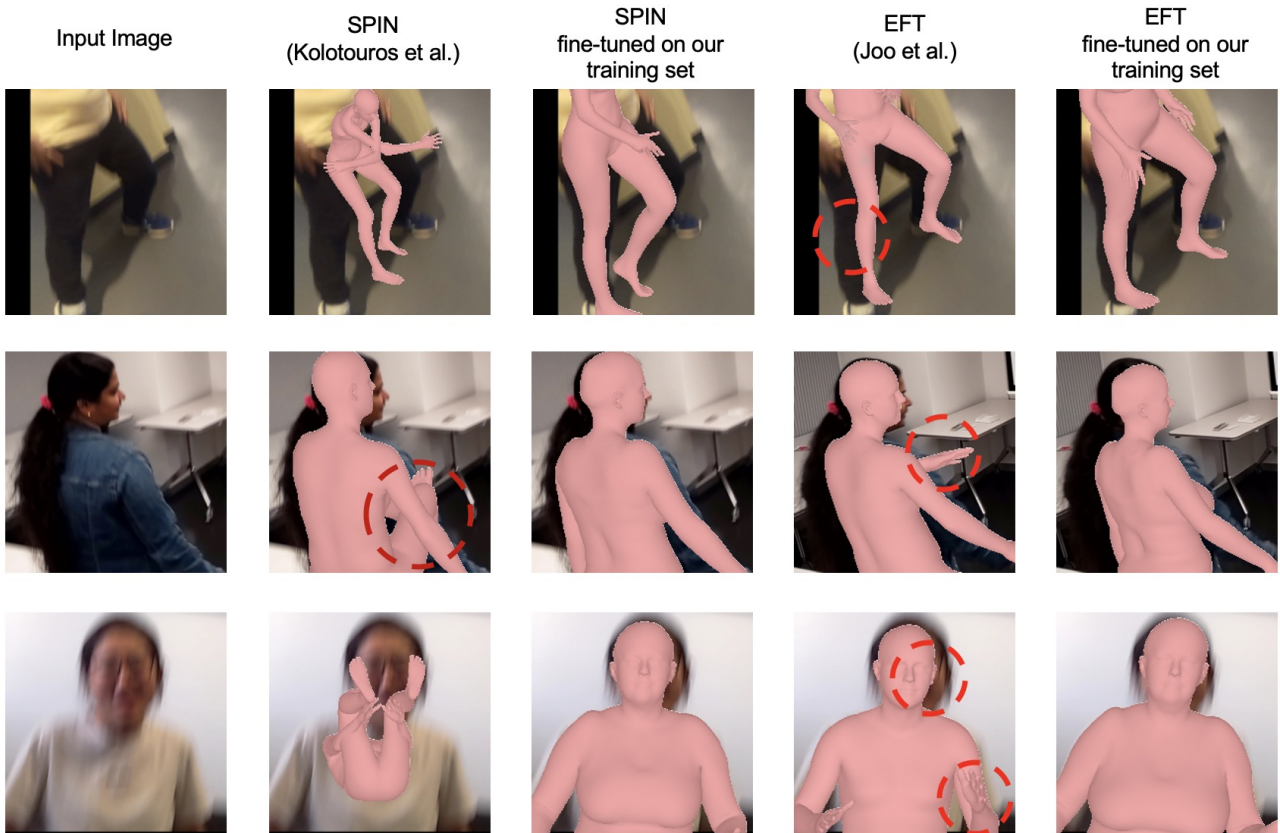 Input Image
SPIN
(Kolotouros et al.)
SPIN
fine-tuned on our
training set
EFT
(Joo et al.)
EFT
fine-tuned on our
training set